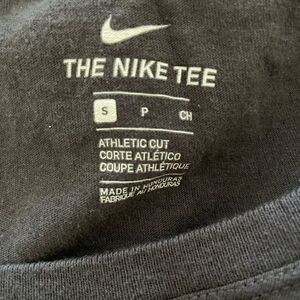 THE NIKE TEE
S P CH
ATHLETIC CUT
CORTE ATLÉTICO
COUPE ATHLÉTIQUE
MADE IN HONDURAS
FABRIQUÉ AU HONDURAS